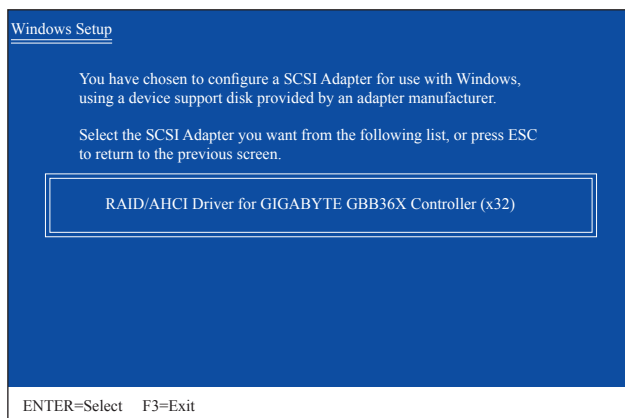 Windows Setup
You have chosen to configure a SCSI Adapter for use with Windows,
using a device support disk provided by an adapter manufacturer.
Select the SCSI Adapter you want from the following list, or press ESC
to return to the previous screen.
RAID/AHCI Driver for GIGABYTE GBB36X Controller (x32)
ENTER=Select F3=Exit